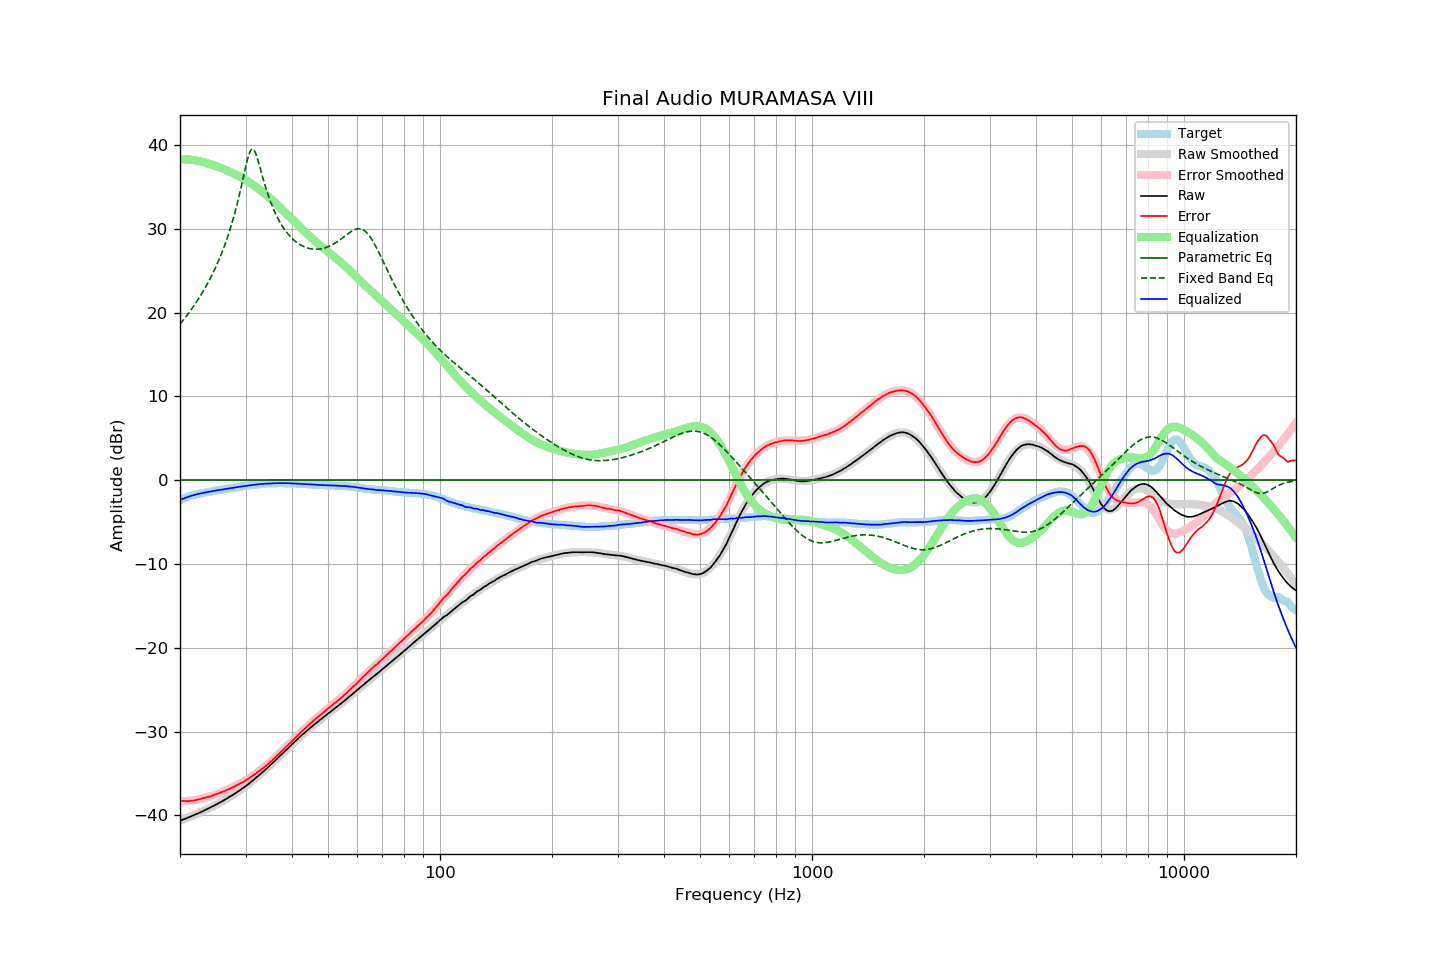 Final Audio MURAMASA VIII
Target
Raw Smoothed
Error Smoothed
Raw
Error
Equalization
Parametric Eq
Fixed Band Eq
Equalized
Amplitude (dBr)
40
30
20
10
0
−10
−20
−30
−40
100
1000
10000
Frequency (Hz)